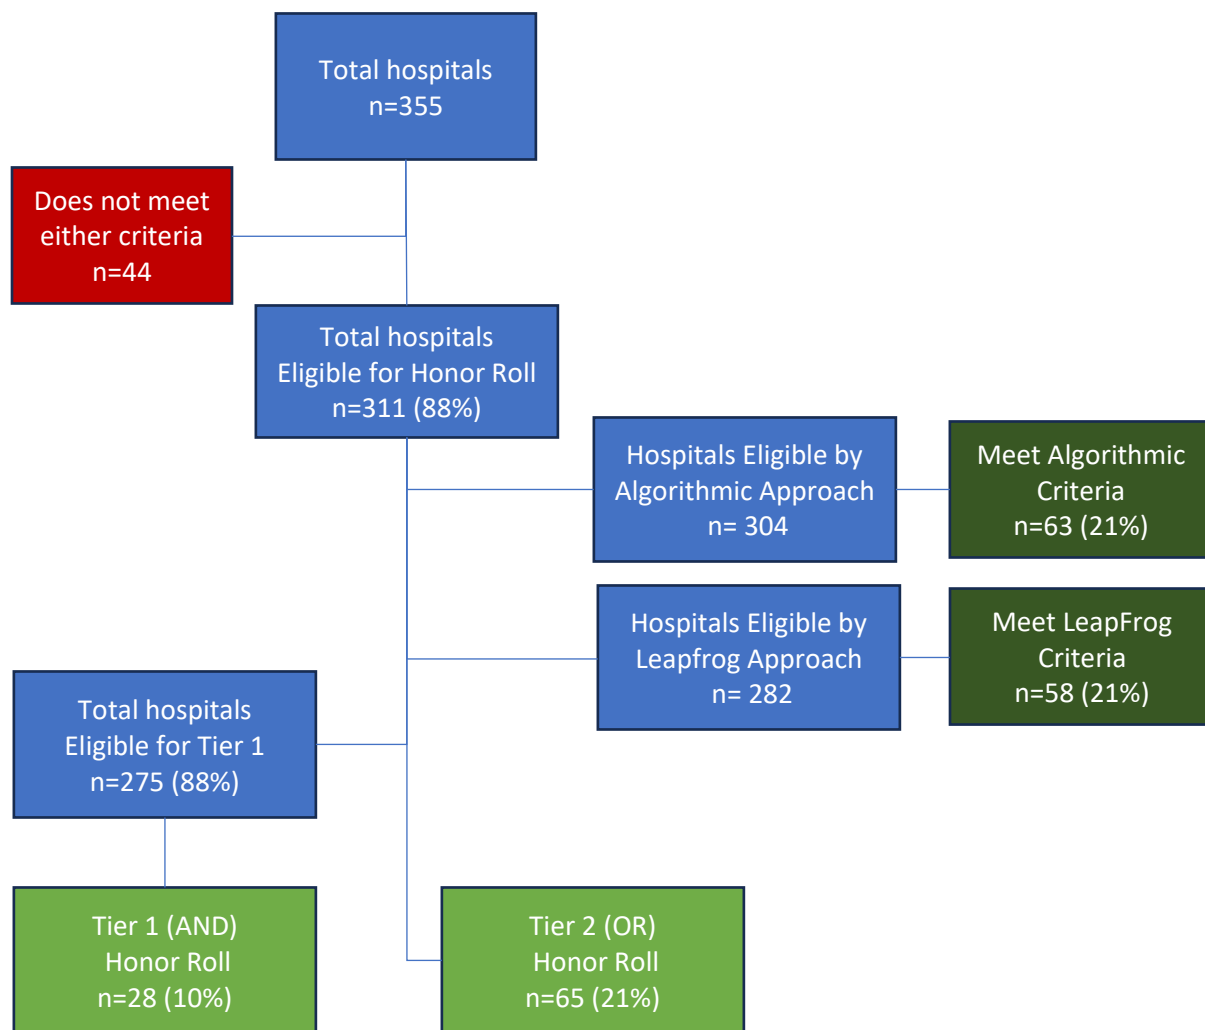 Total hospitals
n=355
Does not meet
either criteria
n=44
Total hospitals
Eligible for Honor Roll
n=311 (88%)
Hospitals Eligible by
Algorithmic Approach
n= 304
Meet Algorithmic
Criteria
n=63 (21%)
Hospitals Eligible by
Leapfrog Approach
n= 282
Meet LeapFrog
Criteria
n=58 (21%)
Total hospitals
Eligible for Tier 1
n=275 (88%)
Tier 1 (AND)
Honor Roll
n=28 (10%)
Tier 2 (OR)
Honor Roll
n=65 (21%)